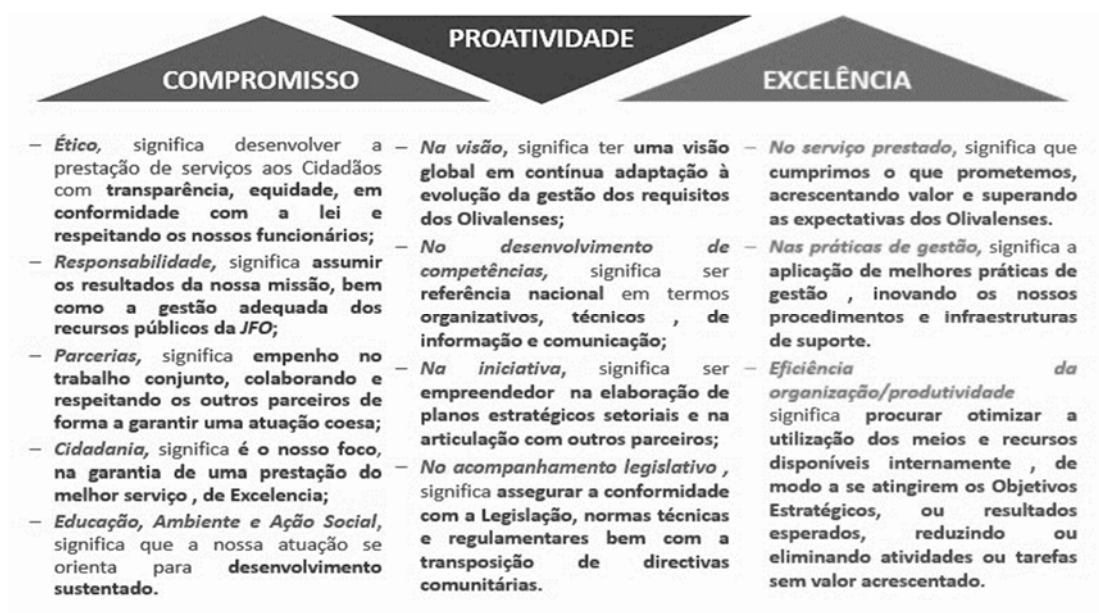 COMPROMISSO
PROATIVIDADE
EXCELÊNCIA
– Ético, significa desenvolver a
prestação de serviços aos Cidadãos
com transparência, equidade, em
conformidade com a lei e
respeitando os nossos funcionários;
– Responsabilidade, significa assumir
os resultados da nossa missão, bem
como a gestão adequada dos
recursos públicos da JFO;
– Parcerias, significa empenho no
trabalho conjunto, colaborando e
respeitando os outros parceiros de
forma a garantir uma atuação coesa;
– Cidadania, significa é o nosso foco,
na garantia de uma prestação do
melhor serviço , de Excelencia;
– Educação, Ambiente e Ação Social,
significa que a nossa atuação se
orienta para desenvolvimento
sustentado.
– Na visão, significa ter uma visão
global em contínua adaptação à
evolução da gestão dos requisitos
dos Olivalenses;
– No desenvolvimento de
competências, significa ser
referência nacional em termos
organizativos, técnicos , de
informação e comunicação;
– Na iniciativa, significa ser
empreendedor na elaboração de
planos estratégicos setoriais e na
articulação com outros parceiros;
– No acompanhamento legislativo ,
significa assegurar a conformidade
com a Legislação, normas técnicas
e regulamentares bem com a
transposição de directivas
comunitárias.
– No serviço prestado, significa que
cumprimos o que prometemos,
acrescentando valor e superando
as expectativas dos Olivalenses.
– Nas práticas de gestão, significa a
aplicação de melhores práticas de
gestão , inovando os nossos
procedimentos e infraestruturas
de suporte.
– Eficiência da
organização/produtividade
significa procurar otimizar a
utilização dos meios e recursos
disponíveis internamente , de
modo a se atingirem os Objetivos
Estratégicos, ou resultados
esperados, reduzindo ou
eliminando atividades ou tarefas
sem valor acrescentado.